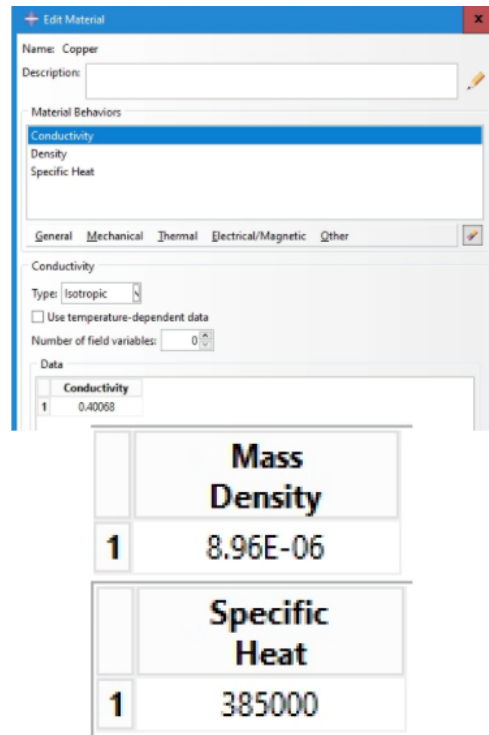 Edit Material
x
Name: Copper
Description:
Material Behaviors
Conductivity
Density
Specific Heat
General Mechanical Thermal Electrical/Magnetic Other
Conductivity
Type: Isotropic
Use temperature-dependent data
Number of field variables: 0
Data
Conductivity
1 0.40068
Mass
Density
1 8.96E-06
Specific
Heat
1 385000